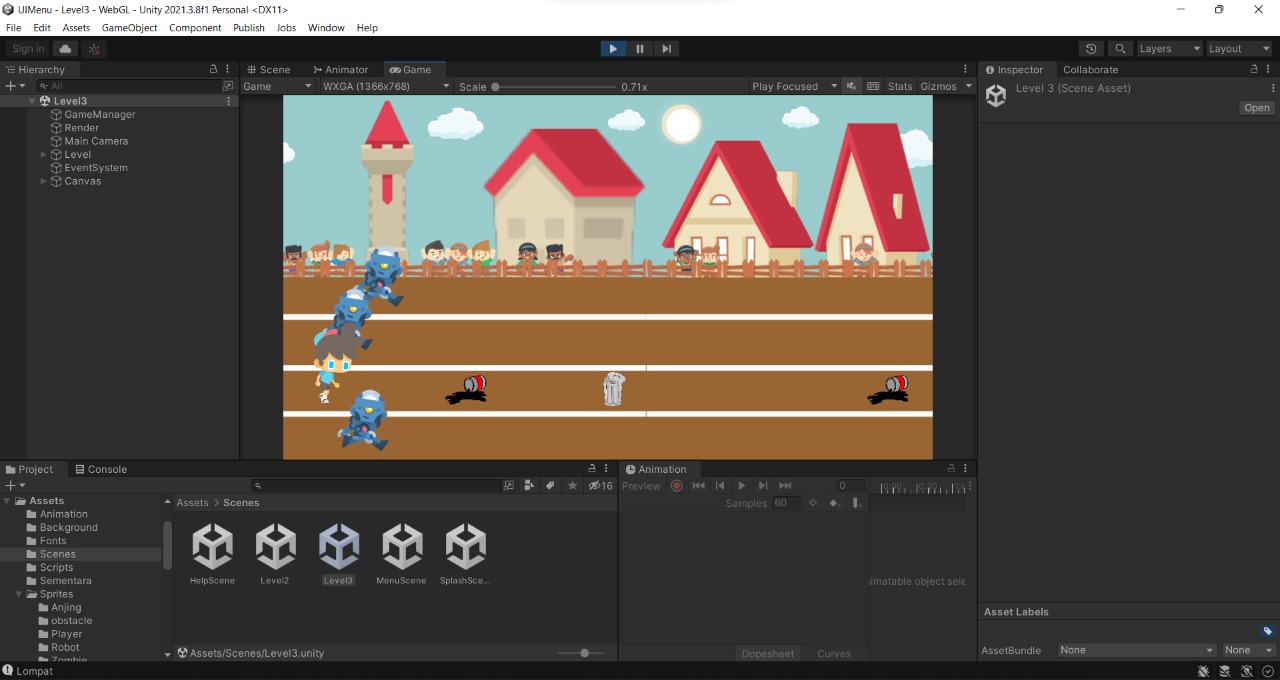 UIMenu - Level3 - WebGL - Unity 2021.3.8f1 Personal <DX11>
File Edit Assets GameObject Component Publish Jobs Window Help
Sign in Layers Layout
Hierarchy Scene Animator Game Inspector Collaborate
All Game WXGA (1366x768) Scale 0.71x Play Focused Stats Gizmos Level 3 (Scene Asset)
Open
Level3
GameManager
Render
Main Camera
Level
EventSystem
Canvas
Project Console Animation
16 Preview 0
Assets > Scenes Samples 60
Assets
Animation
Background
Fonts
Scenes
Scripts
Sementara
Sprites
Anjing
obstacle
Player
Robot
Zombie
HelpScene Level2 Level3 MenuScene SplashSce...
imatable object sele
Assets/Scenes/Level3.unity
Dopesheet Curves
Asset Labels
AssetBundle None None
Lompat